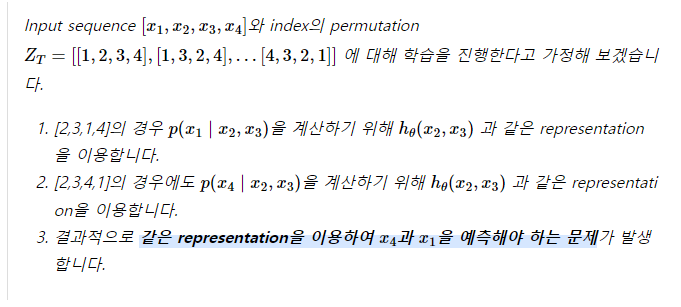 Input sequence [x₁, x₂, x₃, x₄]와 index의 permutation
Z_T = [[1, 2, 3, 4], [1, 3, 2, 4], … [4, 3, 2, 1]] 에 대해 학습을 진행한다고 가정해 보겠습니
다.
1. [2,3,1,4]의 경우 p(x₁ | x₂, x₃)을 계산하기 위해 h_θ(x₂, x₃) 과 같은 representation
을 이용합니다.
2. [2,3,4,1]의 경우에도 p(x₄ | x₂, x₃)을 계산하기 위해 h_θ(x₂, x₃) 과 같은 representati
on을 이용합니다.
3. 결과적으로 같은 representation을 이용하여 x₄과 x₁을 예측해야 하는 문제가 발생
합니다.